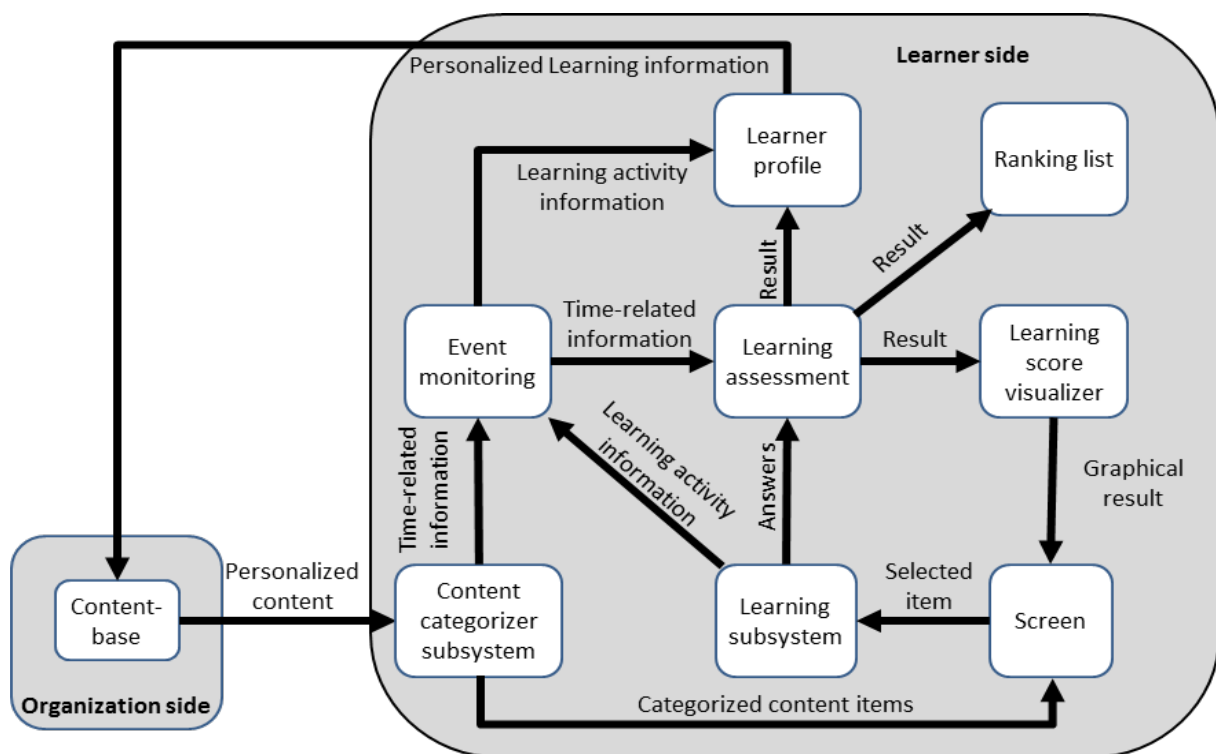 Personalized Learning information
Learner side
Learner
profile
Ranking list
Learning activity
information
Result
Result
Time-related
information
Event
monitoring
Learning
assessment
Result
Learning
score
visualizer
Time-related
information
Learning activity
information
Answers
Graphical
result
Personalized
content
Selected
item
Content-
base
Content
categorizer
subsystem
Learning
subsystem
Screen
Organization side
Categorized content items